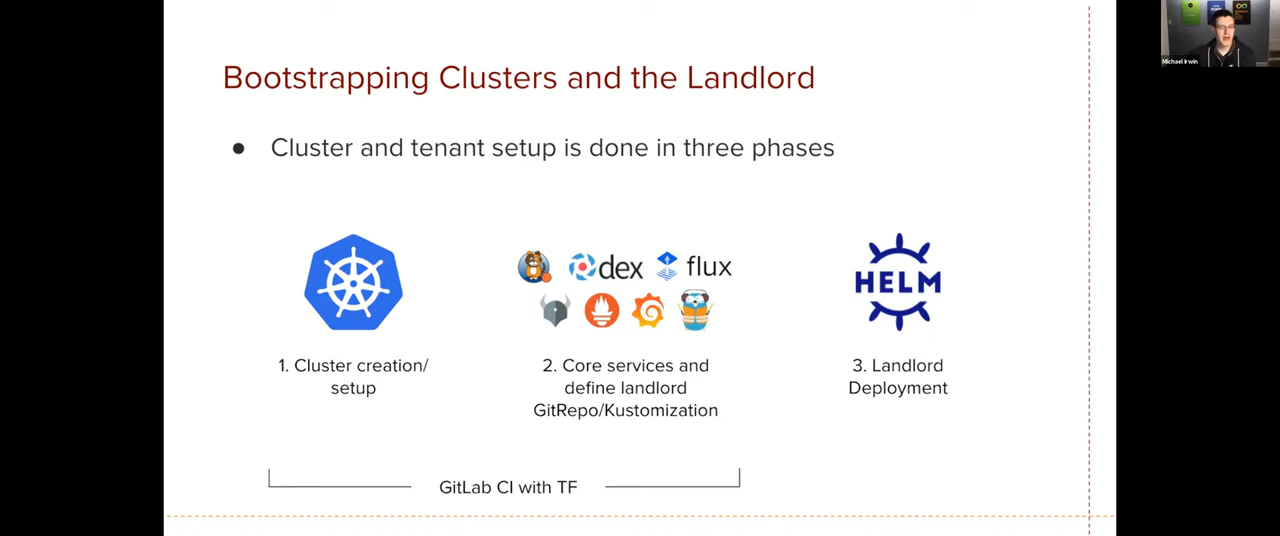 Bootstrapping Clusters and the Landlord
● Cluster and tenant setup is done in three phases
dex flux
HELM
1. Cluster creation/
setup
2. Core services and
define landlord
GitRepo/Kustomization
3. Landlord
Deployment
GitLab CI with TF
Michael Irwin